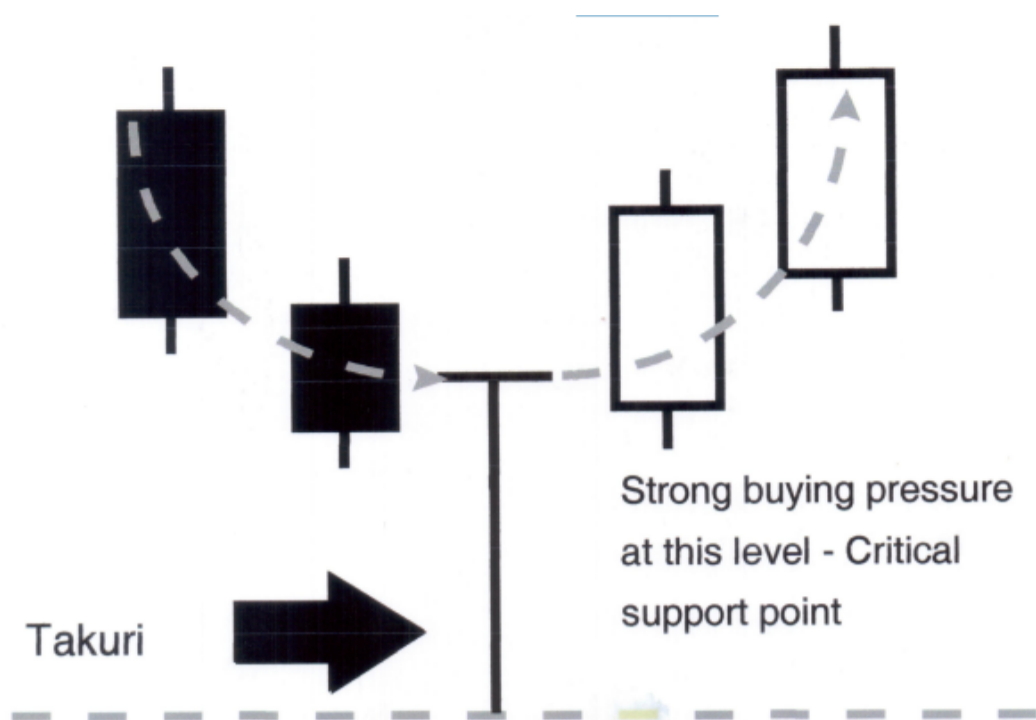 Strong buying pressure
at this level - Critical
support point
Takuri